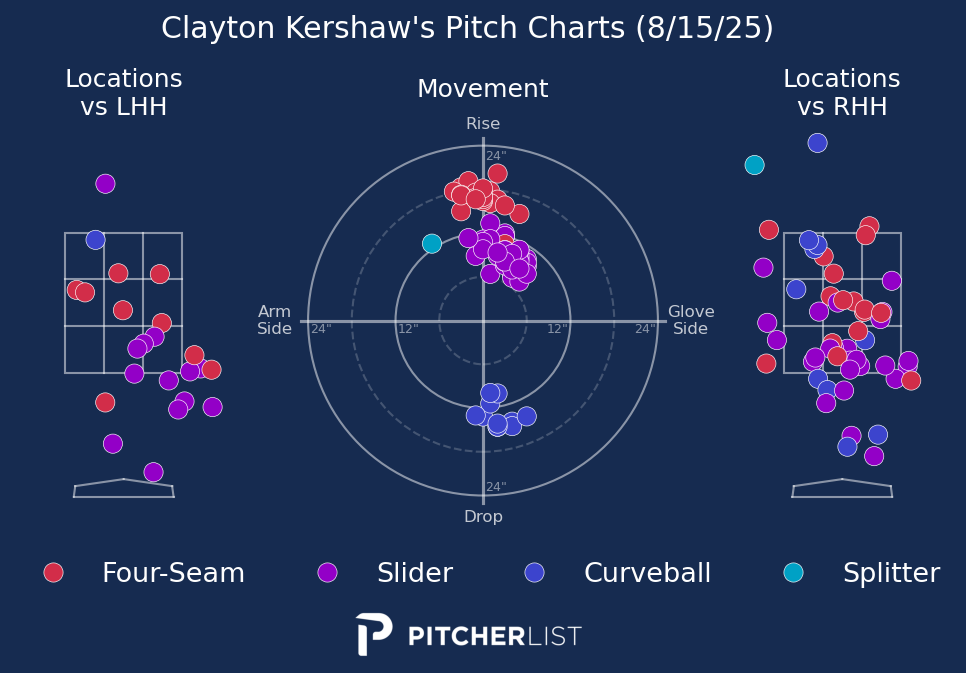 Clayton Kershaw's Pitch Charts (8/15/25)
Locations
vs LHH
Movement
Locations
vs RHH
Rise
24"
Arm
Side
24"
12"
12"
24"
Glove
Side
24"
Drop
Four-Seam
Slider
Curveball
Splitter
PITCHERLIST